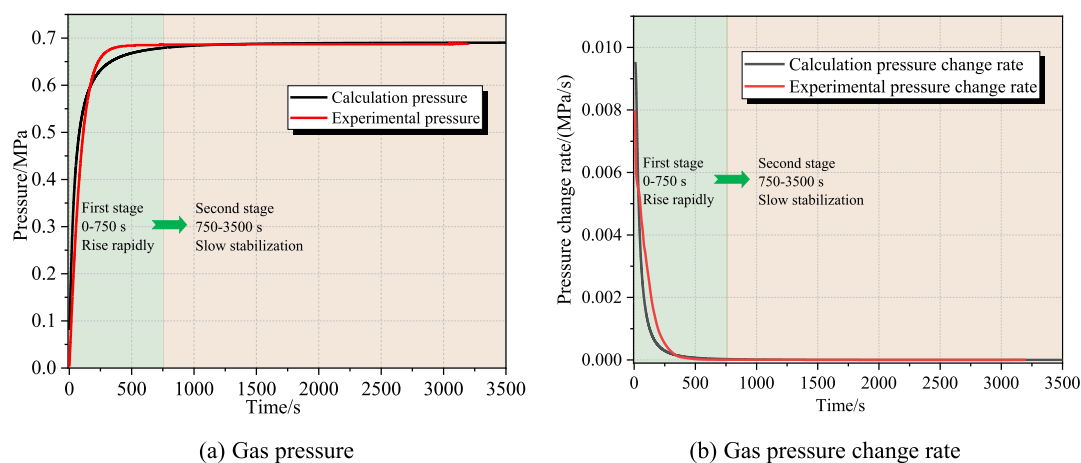 0.7
0.6
0.5
0.4
0.3
0.2
0.1
0.0
Pressure/MPa
Calculation pressure
Experimental pressure
First stage
0-750 s
Rise rapidly
Second stage
750-3500 s
Slow stabilization
0
500
1000
1500
2000
2500
3000
3500
Time/s
(a) Gas pressure
0.010
0.008
0.006
0.004
0.002
0.000
Pressure change rate/(MPa/s)
Calculation pressure change rate
Experimental pressure change rate
First stage
0-750 s
Rise rapidly
Second stage
750-3500 s
Slow stabilization
0
500
1000
1500
2000
2500
3000
3500
Time/s
(b) Gas pressure change rate